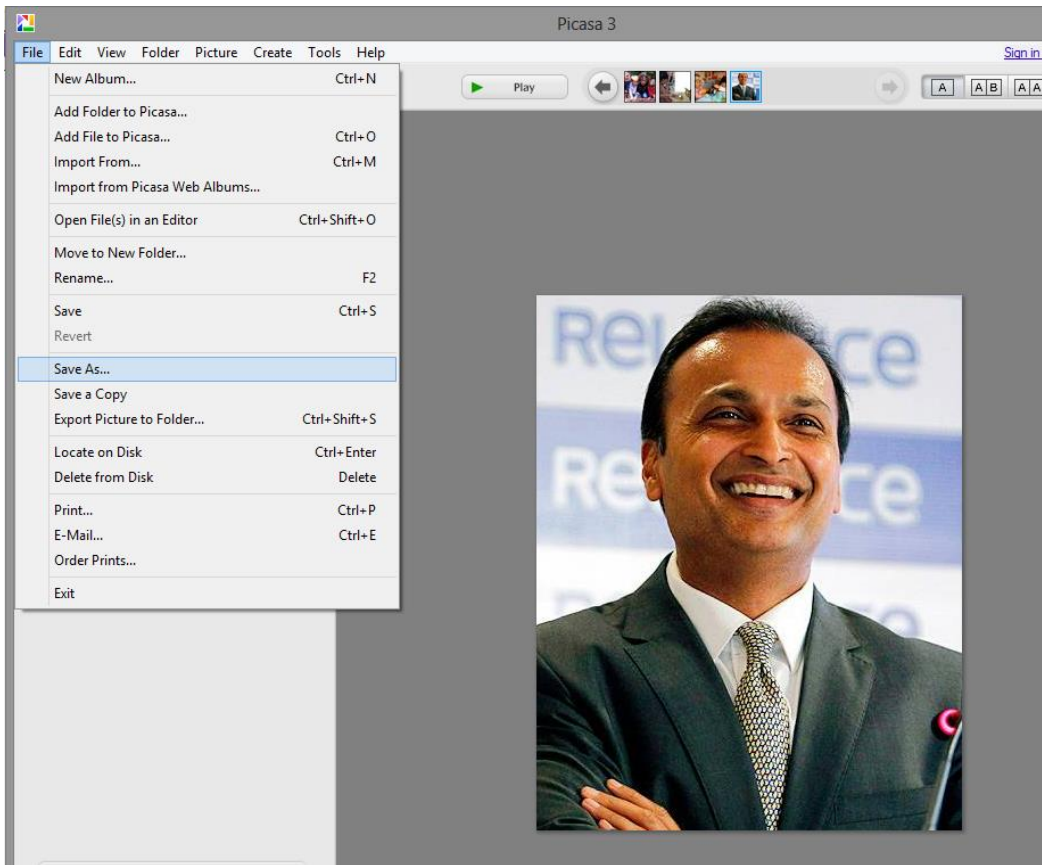 Picasa 3
File Edit View Folder Picture Create Tools Help
Sign in
New Album... Ctrl+N
Add Folder to Picasa...
Add File to Picasa... Ctrl+O
Import From... Ctrl+M
Import from Picasa Web Albums...
Open File(s) in an Editor Ctrl+Shift+O
Move to New Folder...
Rename... F2
Save Ctrl+S
Revert
Save As...
Save a Copy
Export Picture to Folder... Ctrl+Shift+S
Locate on Disk Ctrl+Enter
Delete from Disk Delete
Print... Ctrl+P
E-Mail... Ctrl+E
Order Prints...
Exit
Play
A AB AA
Rel ce
Re ce